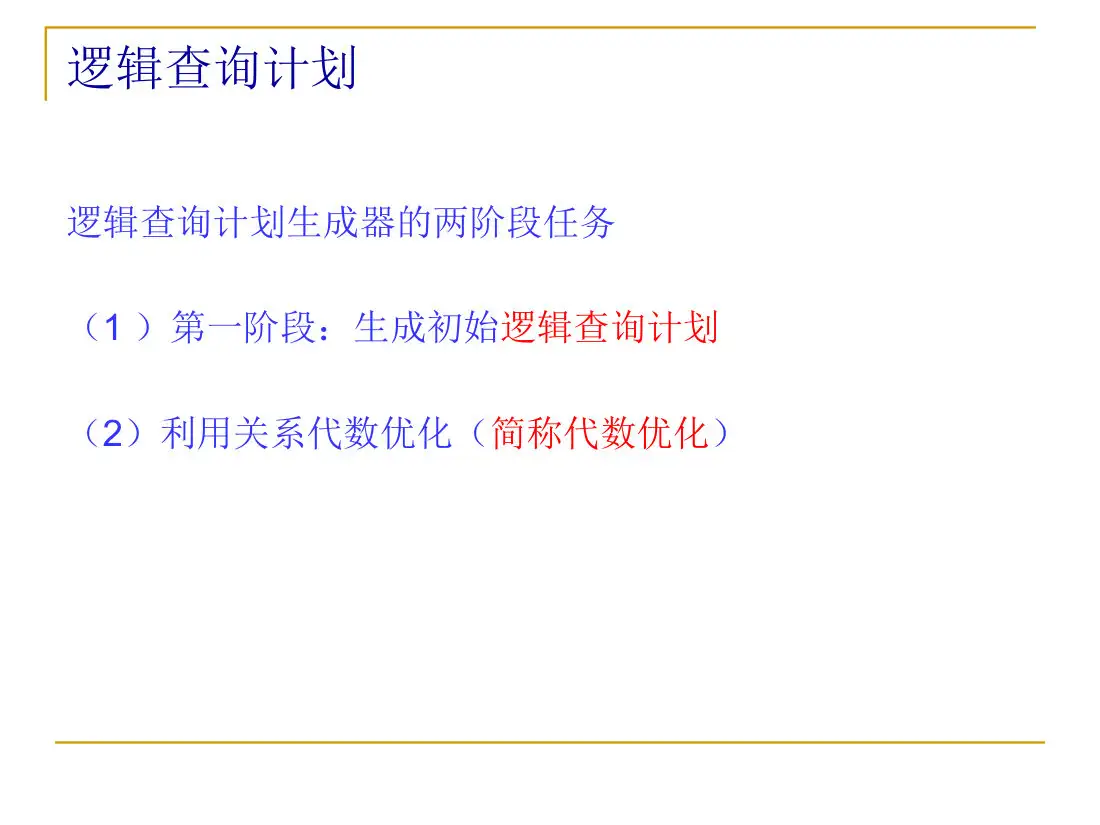 逻辑查询计划
逻辑查询计划生成器的两阶段任务
（1 ）第一阶段：生成初始逻辑查询计划
（2）利用关系代数优化（简称代数优化）